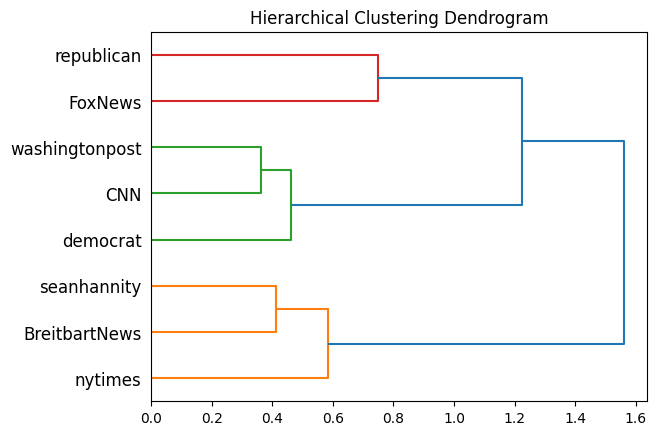 Hierarchical Clustering Dendrogram
republican
FoxNews
washingtonpost
CNN
democrat
seanhannity
BreitbartNews
nytimes
0.0 0.2 0.4 0.6 0.8 1.0 1.2 1.4 1.6